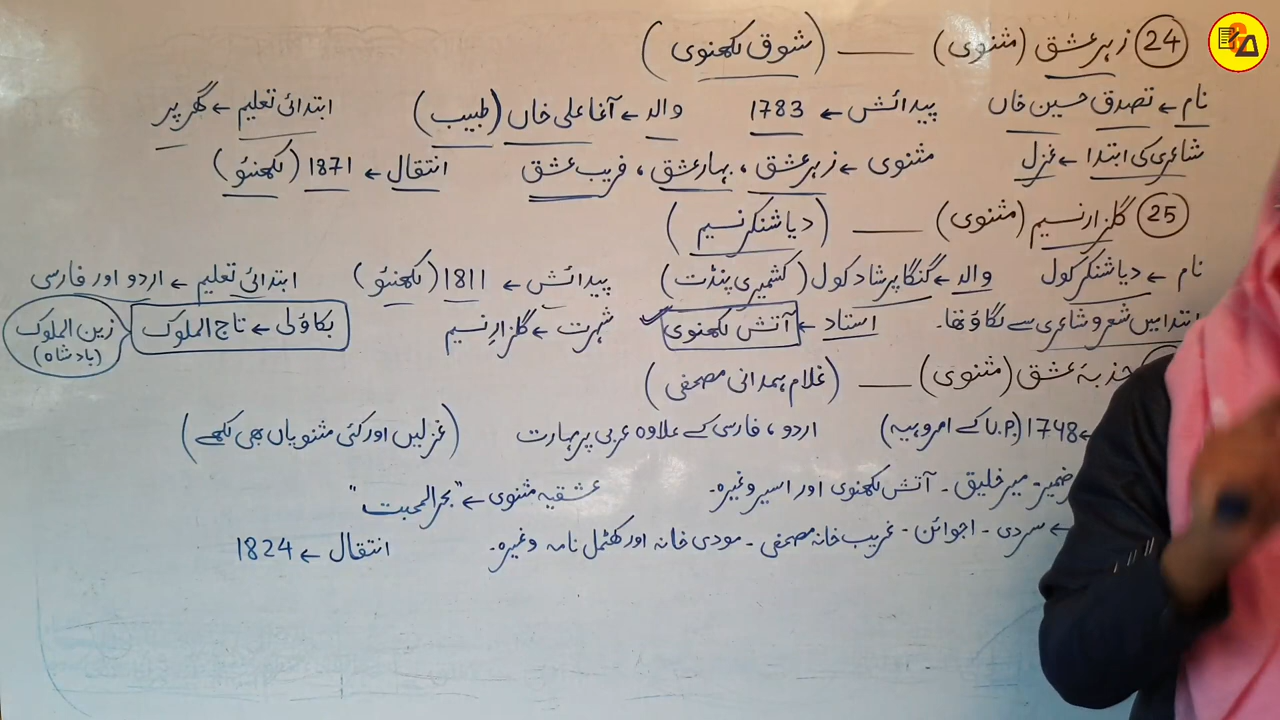 24 زہر عشق (مثنوی) —— (شوق لکھنوی)
نام ← تصدق حسین خاں پیدائش ← 1783 والد ← آغا علی خاں (طبیب) ابتدائی تعلیم ← گھر پر
شاعری کی ابتدا ← غزل مثنوی ← زہر عشق ، بہار عشق ، فریب عشق انتقال ← 1871 (لکھنئو)
25 گلزار نسیم (مثنوی) —— (دیا شنکر نسیم)
نام ← دیا شنکر کول والد ← گنگا پرشاد کول (کشمیری پنڈت) پیدائش ← 1811 (لکھنئو) ابتدائی تعلیم ← اردو اور فارسی
ابتدا میں شعر و شاعری سے لگاؤ تھا۔ استاد ← آتش لکھنوی شہرت ← گلزارِ نسیم بکاؤلی ← تاج الملوک زین الملوک (بادشاہ)
جذبۂ عشق (مثنوی) —— (غلام ہمدانی مصحفی)
← 1748 (U.P. کے امروہیہ) اردو ، فارسی کے علاوہ عربی پر مہارت (غزلیں اور کئی مثنویاں بھی لکھے)
ضمیر۔ میر خلیق ۔ آتش لکھنوی اور اسیر وغیرہ۔ عشقیہ مثنوی ← "بحر المحبت"
← سردی ۔ اجوائن ۔ غریب خانہ مصحفی ۔ مودی خانہ اور کھٹمل نامہ وغیرہ۔ انتقال ← 1824